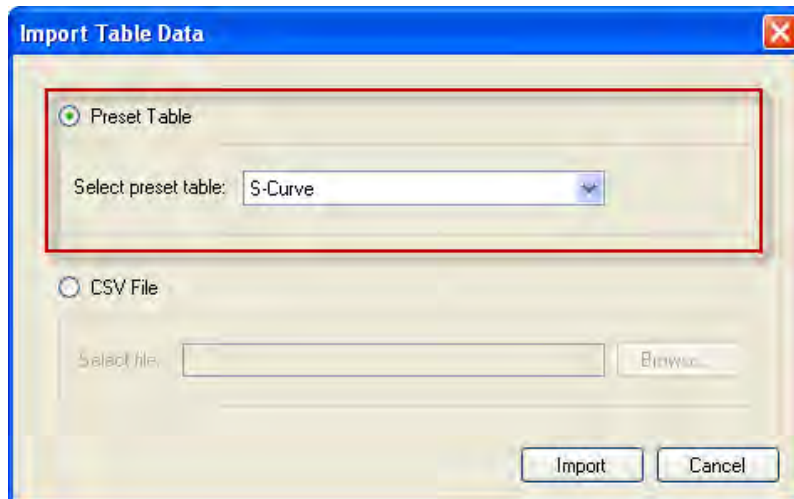 Import Table Data
Preset Table
Select preset table: S-Curve
CSV File
Select file:
Browse...
Import Cancel